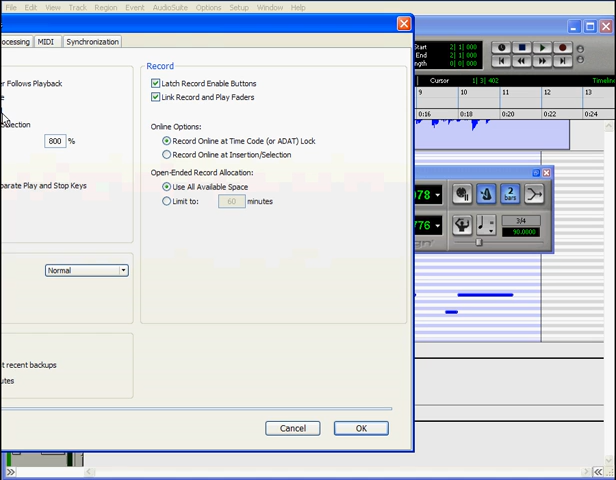 File Edit View Track Region Event AudioSuite Options Setup Window Help
ocessing MIDI Synchronization
Record
r Follows Playback
Latch Record Enable Buttons
Link Record and Play Faders
Selection
Online Options:
800 %
Record Online at Time Code (or ADAT) Lock
Record Online at Insertion/Selection
Open-Ended Record Allocation:
parate Play and Stop Keys
Use All Available Space
Limit to: 60 minutes
Normal
t recent backups
utes
Cancel OK
Start 2| 1| 000
End 2| 1| 000
ngth 0| 0| 000
Cursor 1| 3| 402 Timeline
9 10 11 12 13
0:16 0:18 0:20 0:22 0:24
078
2 bars
776
3/4
90.0000